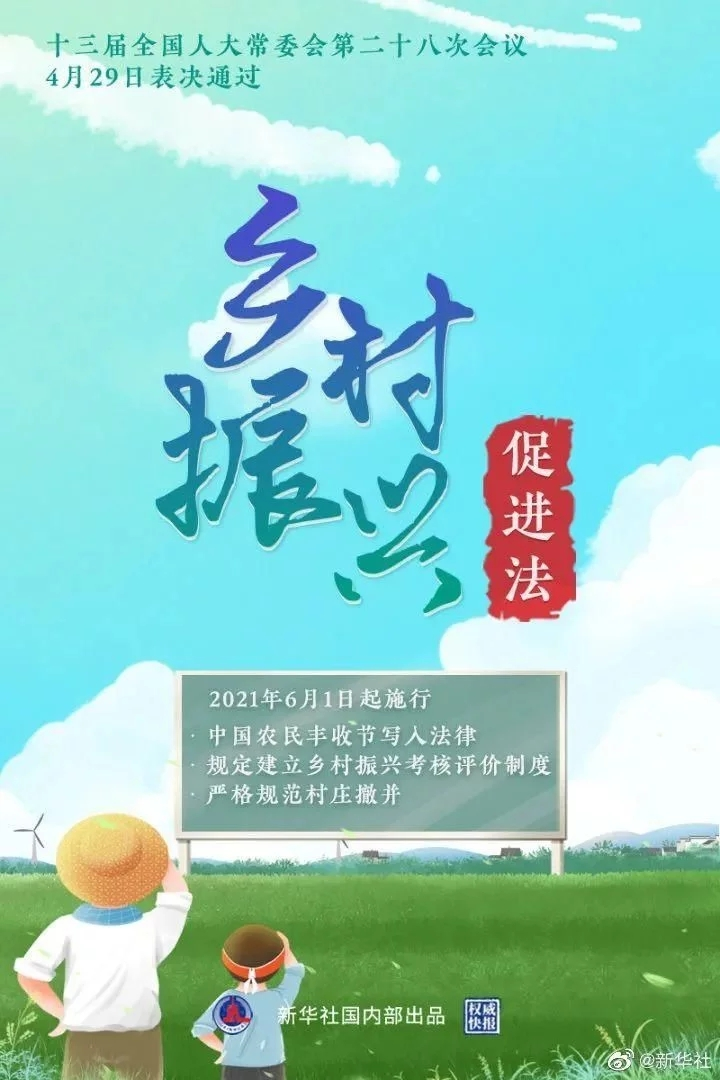 十三届全国人大常委会第二十八次会议
4月29日表决通过
乡村
振兴
促进法
2021年6月1日起施行
· 中国农民丰收节写入法律
· 规定建立乡村振兴考核评价制度
· 严格规范村庄撤并
新华社国内部出品
权威
快报
@新华社